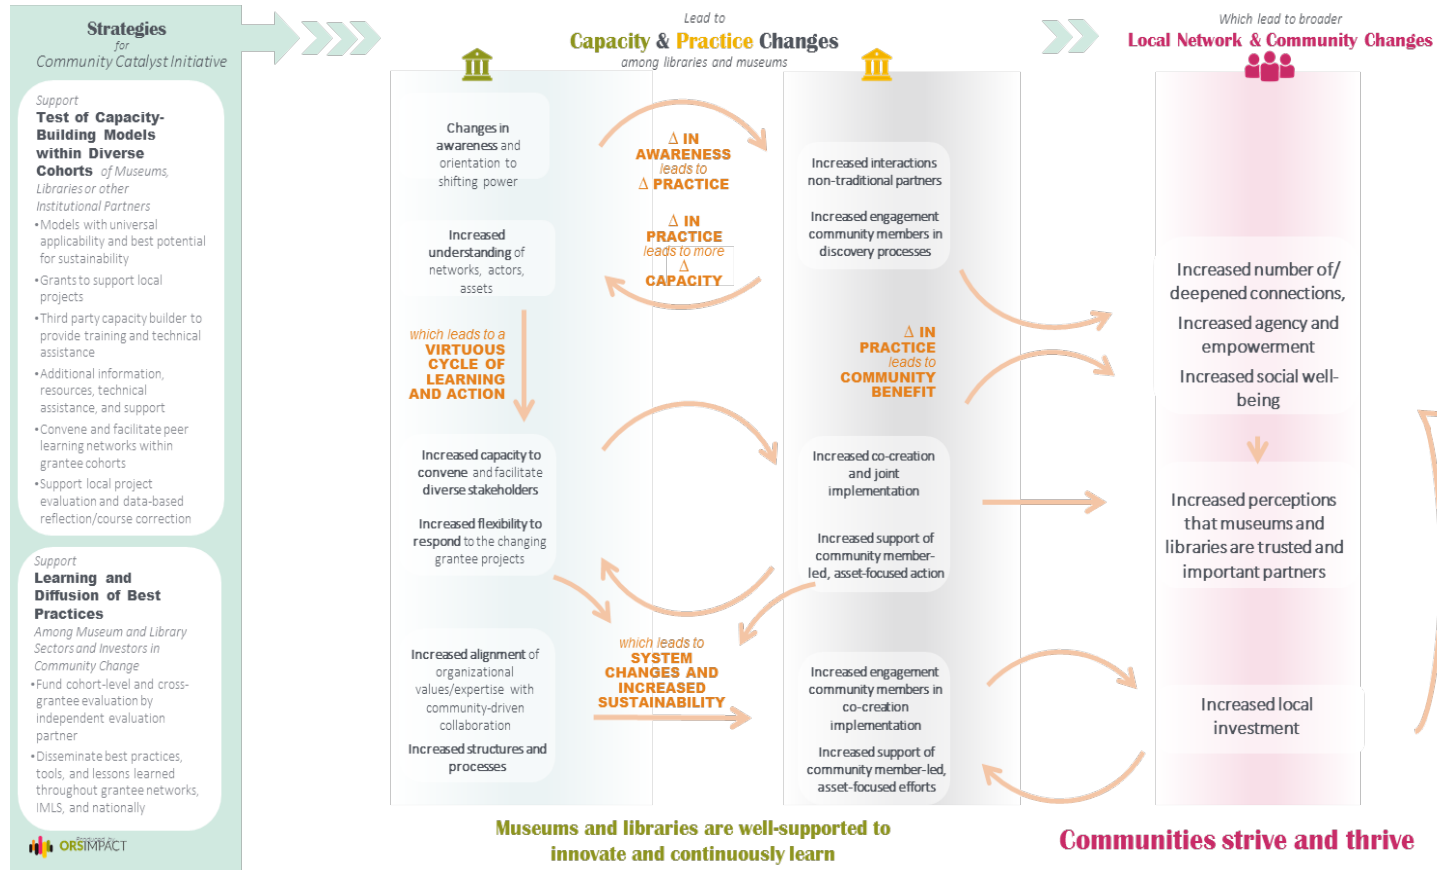 Strategies
for
Community Catalyst Initiative
Support
Test of Capacity-
Building Models
within Diverse
Cohorts of Museums,
Libraries or other
Institutional Partners
•Models with universal
applicability and best potential
for sustainability
•Grants to support local
projects
•Third party capacity builder to
provide training and technical
assistance
•Additional information,
resources, technical
assistance, and support
•Convene and facilitate peer
learning networks within
grantee cohorts
•Support local project
evaluation and data-based
reflection/course correction
Support
Learning and
Diffusion of Best
Practices
Among Museum and Library
Sectors and Investors in
Community Change
•Fund cohort-level and cross-
grantee evaluation by
independent evaluation
partner
•Disseminate best practices,
tools, and lessons learned
throughout grantee networks,
IMLS, and nationally
Produced by:
ORSIMPACT
Lead to
Capacity & Practice Changes
among libraries and museums
Changes in
awareness and
orientation to
shifting power
Increased
understanding of
networks, actors,
assets
which leads to a
VIRTUOUS
CYCLE OF
LEARNING
AND ACTION
Increased capacity to
convene and facilitate
diverse stakeholders
Increased flexibility to
respond to the changing
grantee projects
Increased alignment of
organizational
values/expertise with
community-driven
collaboration
Increased structures and
processes
Δ IN
AWARENESS
leads to
Δ PRACTICE
Δ IN
PRACTICE
leads to more
Δ
CAPACITY
which leads to
SYSTEM
CHANGES AND
INCREASED
SUSTAINABILITY
Increased interactions
non-traditional partners
Increased engagement
community members in
discovery processes
Δ IN
PRACTICE
leads to
COMMUNITY
BENEFIT
Increased co-creation
and joint
implementation
Increased support of
community member-
led, asset-focused action
Increased engagement
community members in
co-creation
implementation
Increased support of
community member-led,
asset-focused efforts
Museums and libraries are well-supported to
innovate and continuously learn
Which lead to broader
Local Network & Community Changes
Increased number of/
deepened connections,
Increased agency and
empowerment
Increased social well-
being
Increased perceptions
that museums and
libraries are trusted and
important partners
Increased local
investment
Communities strive and thrive